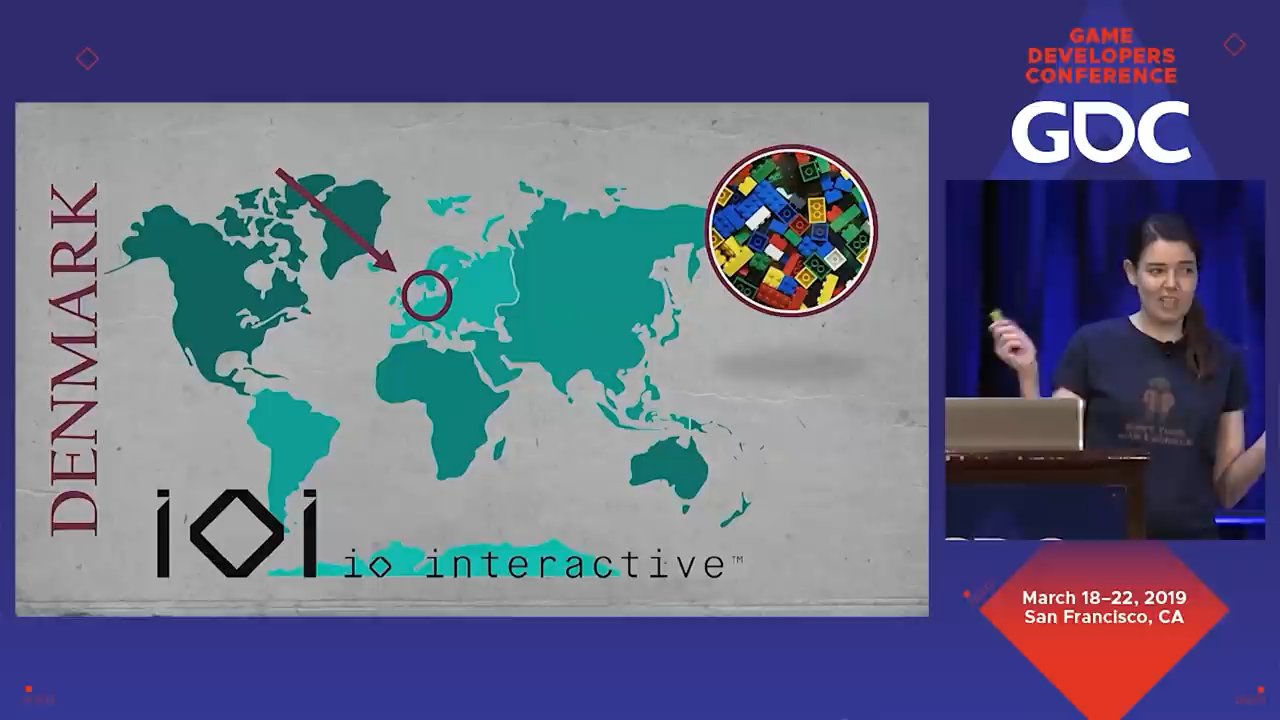 GAME
DEVELOPERS
CONFERENCE
GDC
DENMARK
ioi
io interactive™
March 18–22, 2019
San Francisco, CA